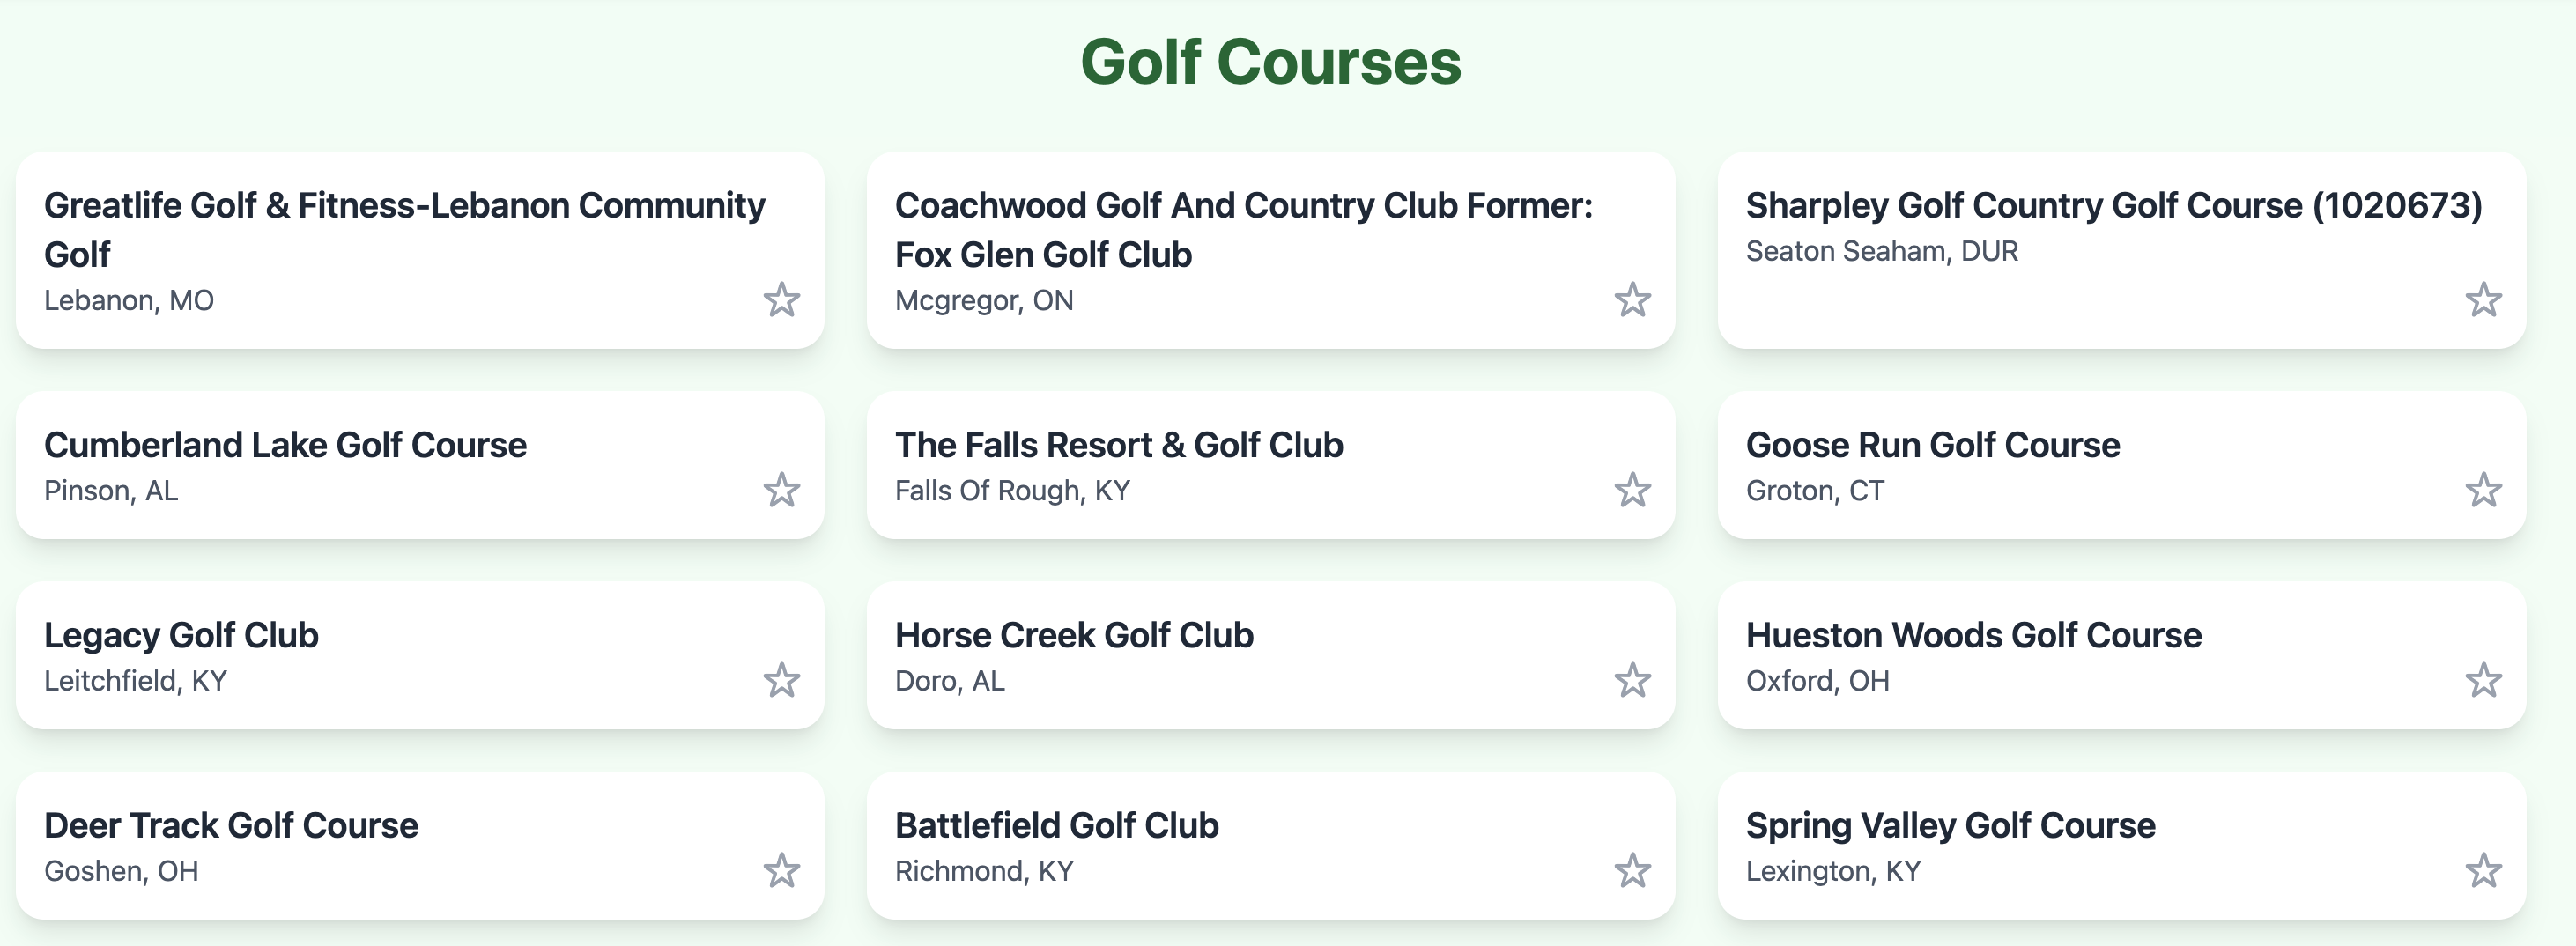 Golf Courses
Greatlife Golf & Fitness-Lebanon Community
Golf
Lebanon, MO
Coachwood Golf And Country Club Former:
Fox Glen Golf Club
Mcgregor, ON
Sharpley Golf Country Golf Course (1020673)
Seaton Seaham, DUR
Cumberland Lake Golf Course
Pinson, AL
The Falls Resort & Golf Club
Falls Of Rough, KY
Goose Run Golf Course
Groton, CT
Legacy Golf Club
Leitchfield, KY
Horse Creek Golf Club
Doro, AL
Hueston Woods Golf Course
Oxford, OH
Deer Track Golf Course
Goshen, OH
Battlefield Golf Club
Richmond, KY
Spring Valley Golf Course
Lexington, KY